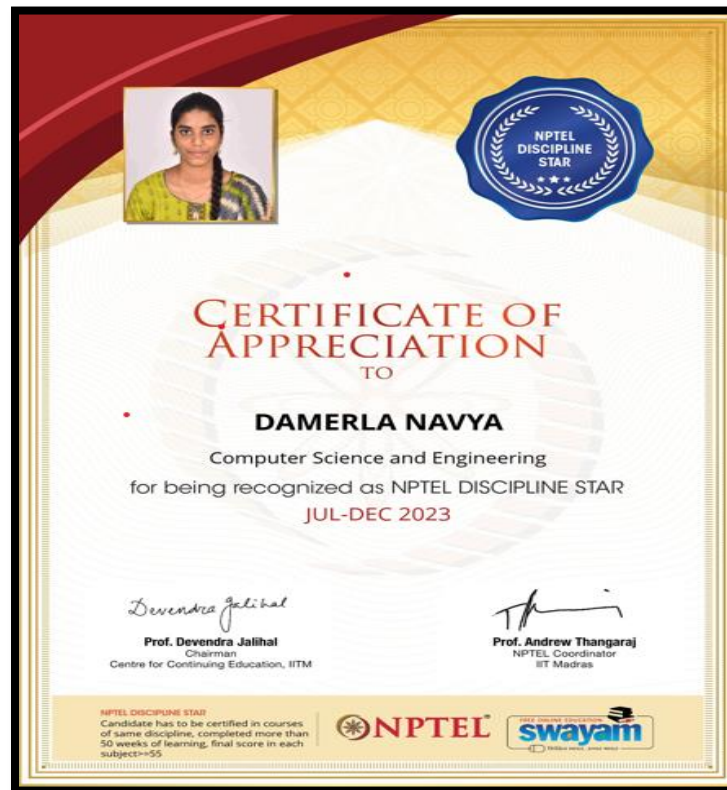 NPTEL
DISCIPLINE
STAR
CERTIFICATE OF
APPRECIATION
TO
DAMERLA NAVYA
Computer Science and Engineering
for being recognized as NPTEL DISCIPLINE STAR
JUL-DEC 2023
Devendra Jalihal
Prof. Devendra Jalihal
Chairman
Centre for Continuing Education, IITM
Prof. Andrew Thangaraj
NPTEL Coordinator
IIT Madras
NPTEL DISCIPLINE STAR
Candidate has to be certified in courses
of same discipline, completed more than
50 weeks of learning, final score in each
subject>=55
NPTEL
FREE ONLINE EDUCATION
swayam